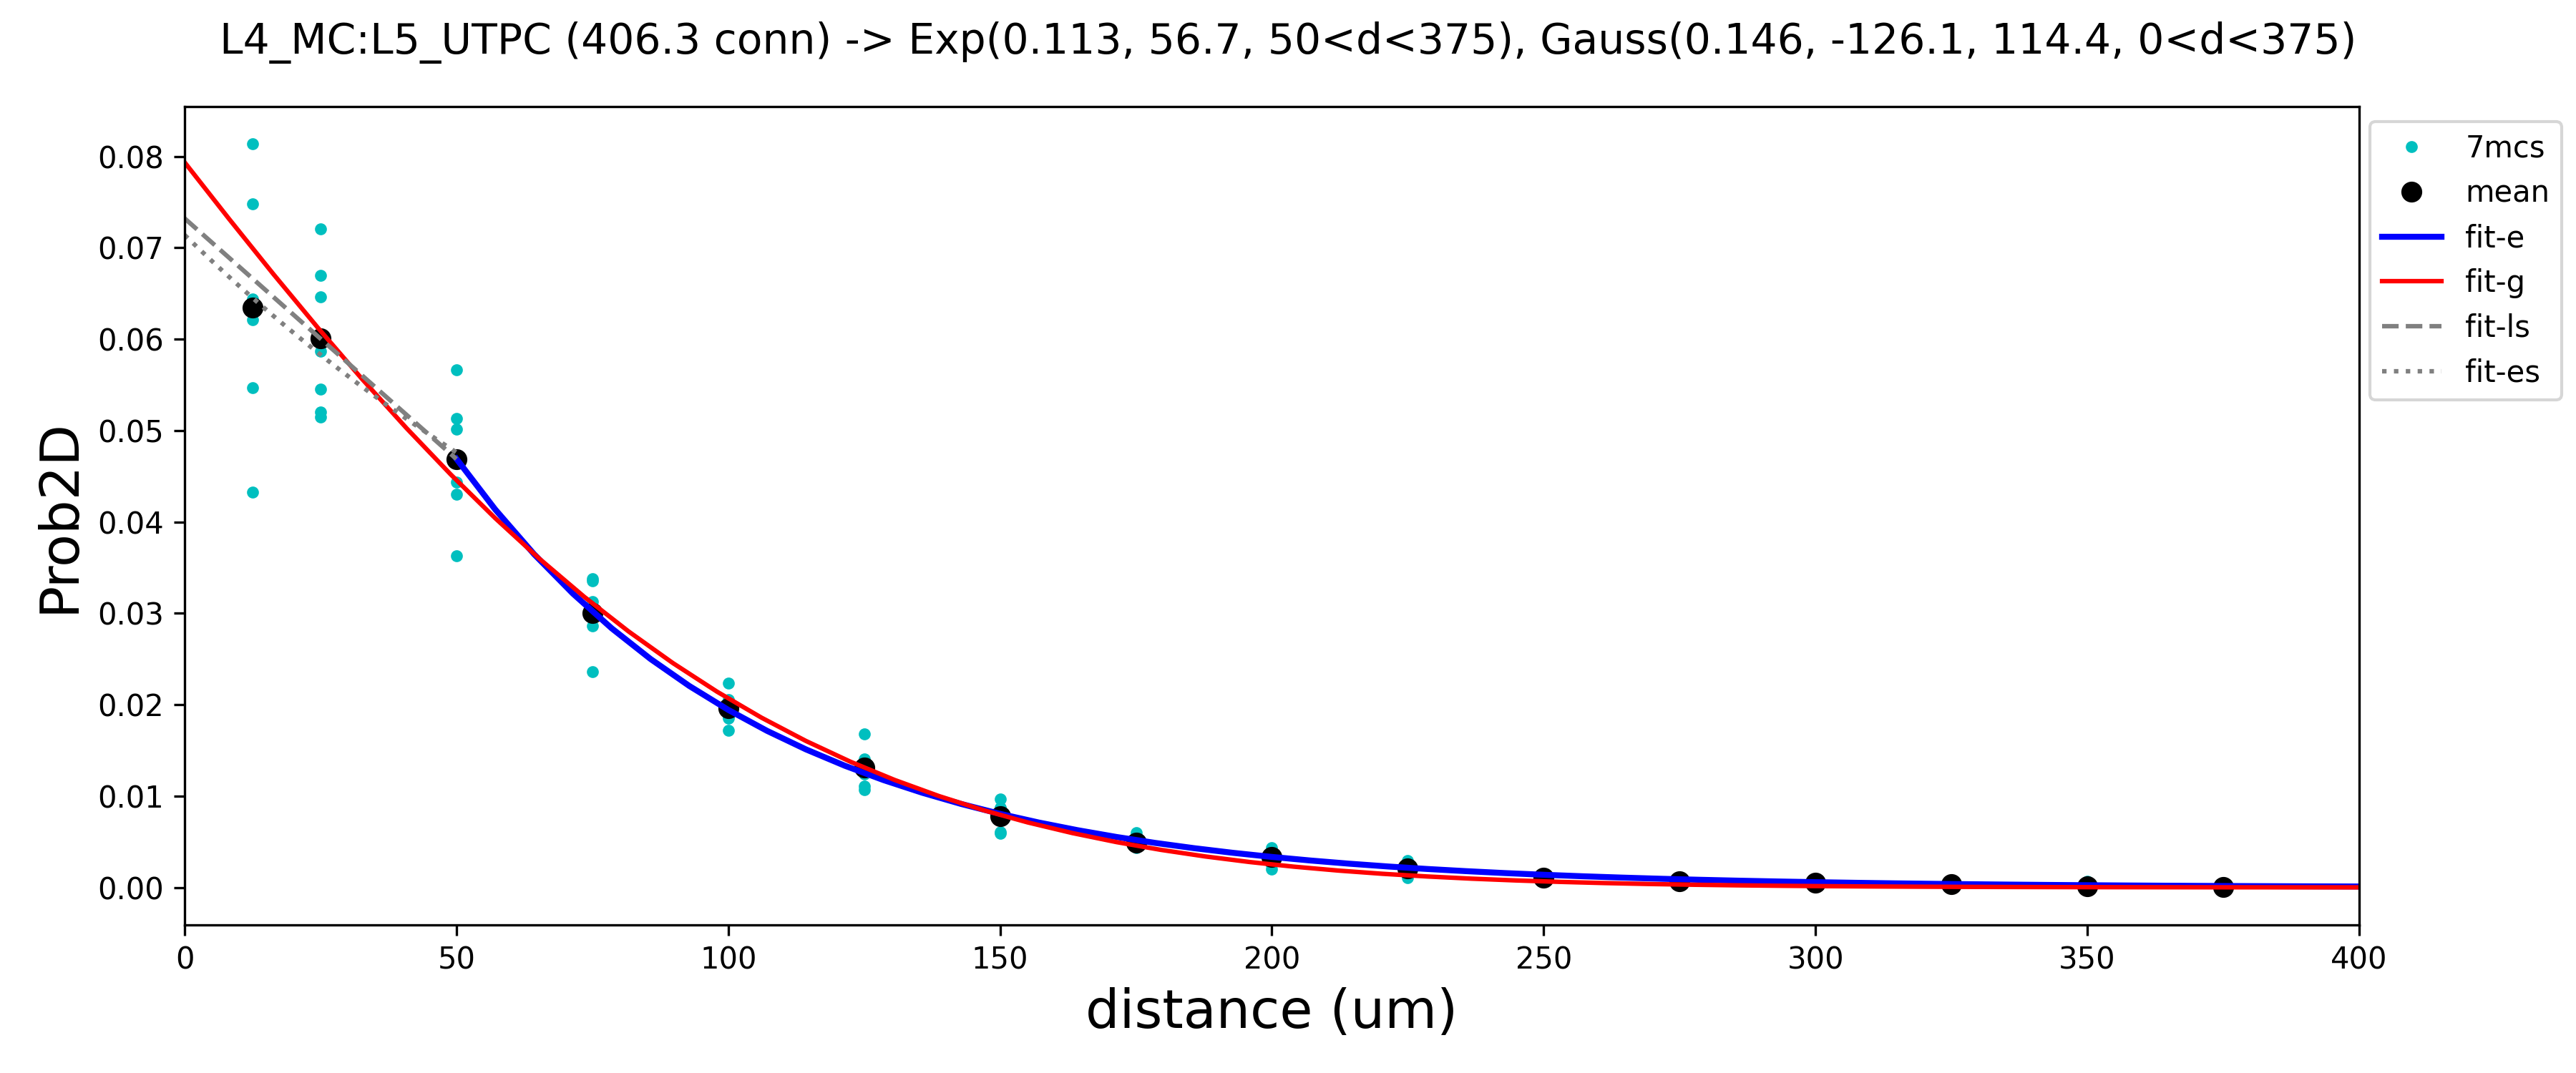 L4_MC:L5_UTPC (406.3 conn) -> Exp(0.113, 56.7, 50<d<375), Gauss(0.146, -126.1, 114.4, 0<d<375)
7mcs
mean
fit-e
fit-g
fit-ls
fit-es
Prob2D
0.08
0.07
0.06
0.05
0.04
0.03
0.02
0.01
0.00
0 50 100 150 200 250 300 350 400
distance (um)